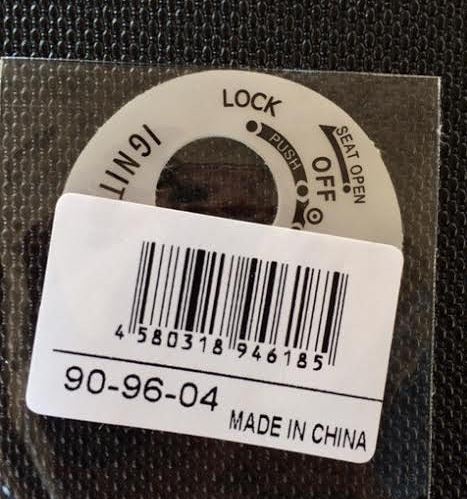 LOCK
PUSH
SEAT OPEN
OFF
IGNIT
4 580318 946185
90-96-04
MADE IN CHINA